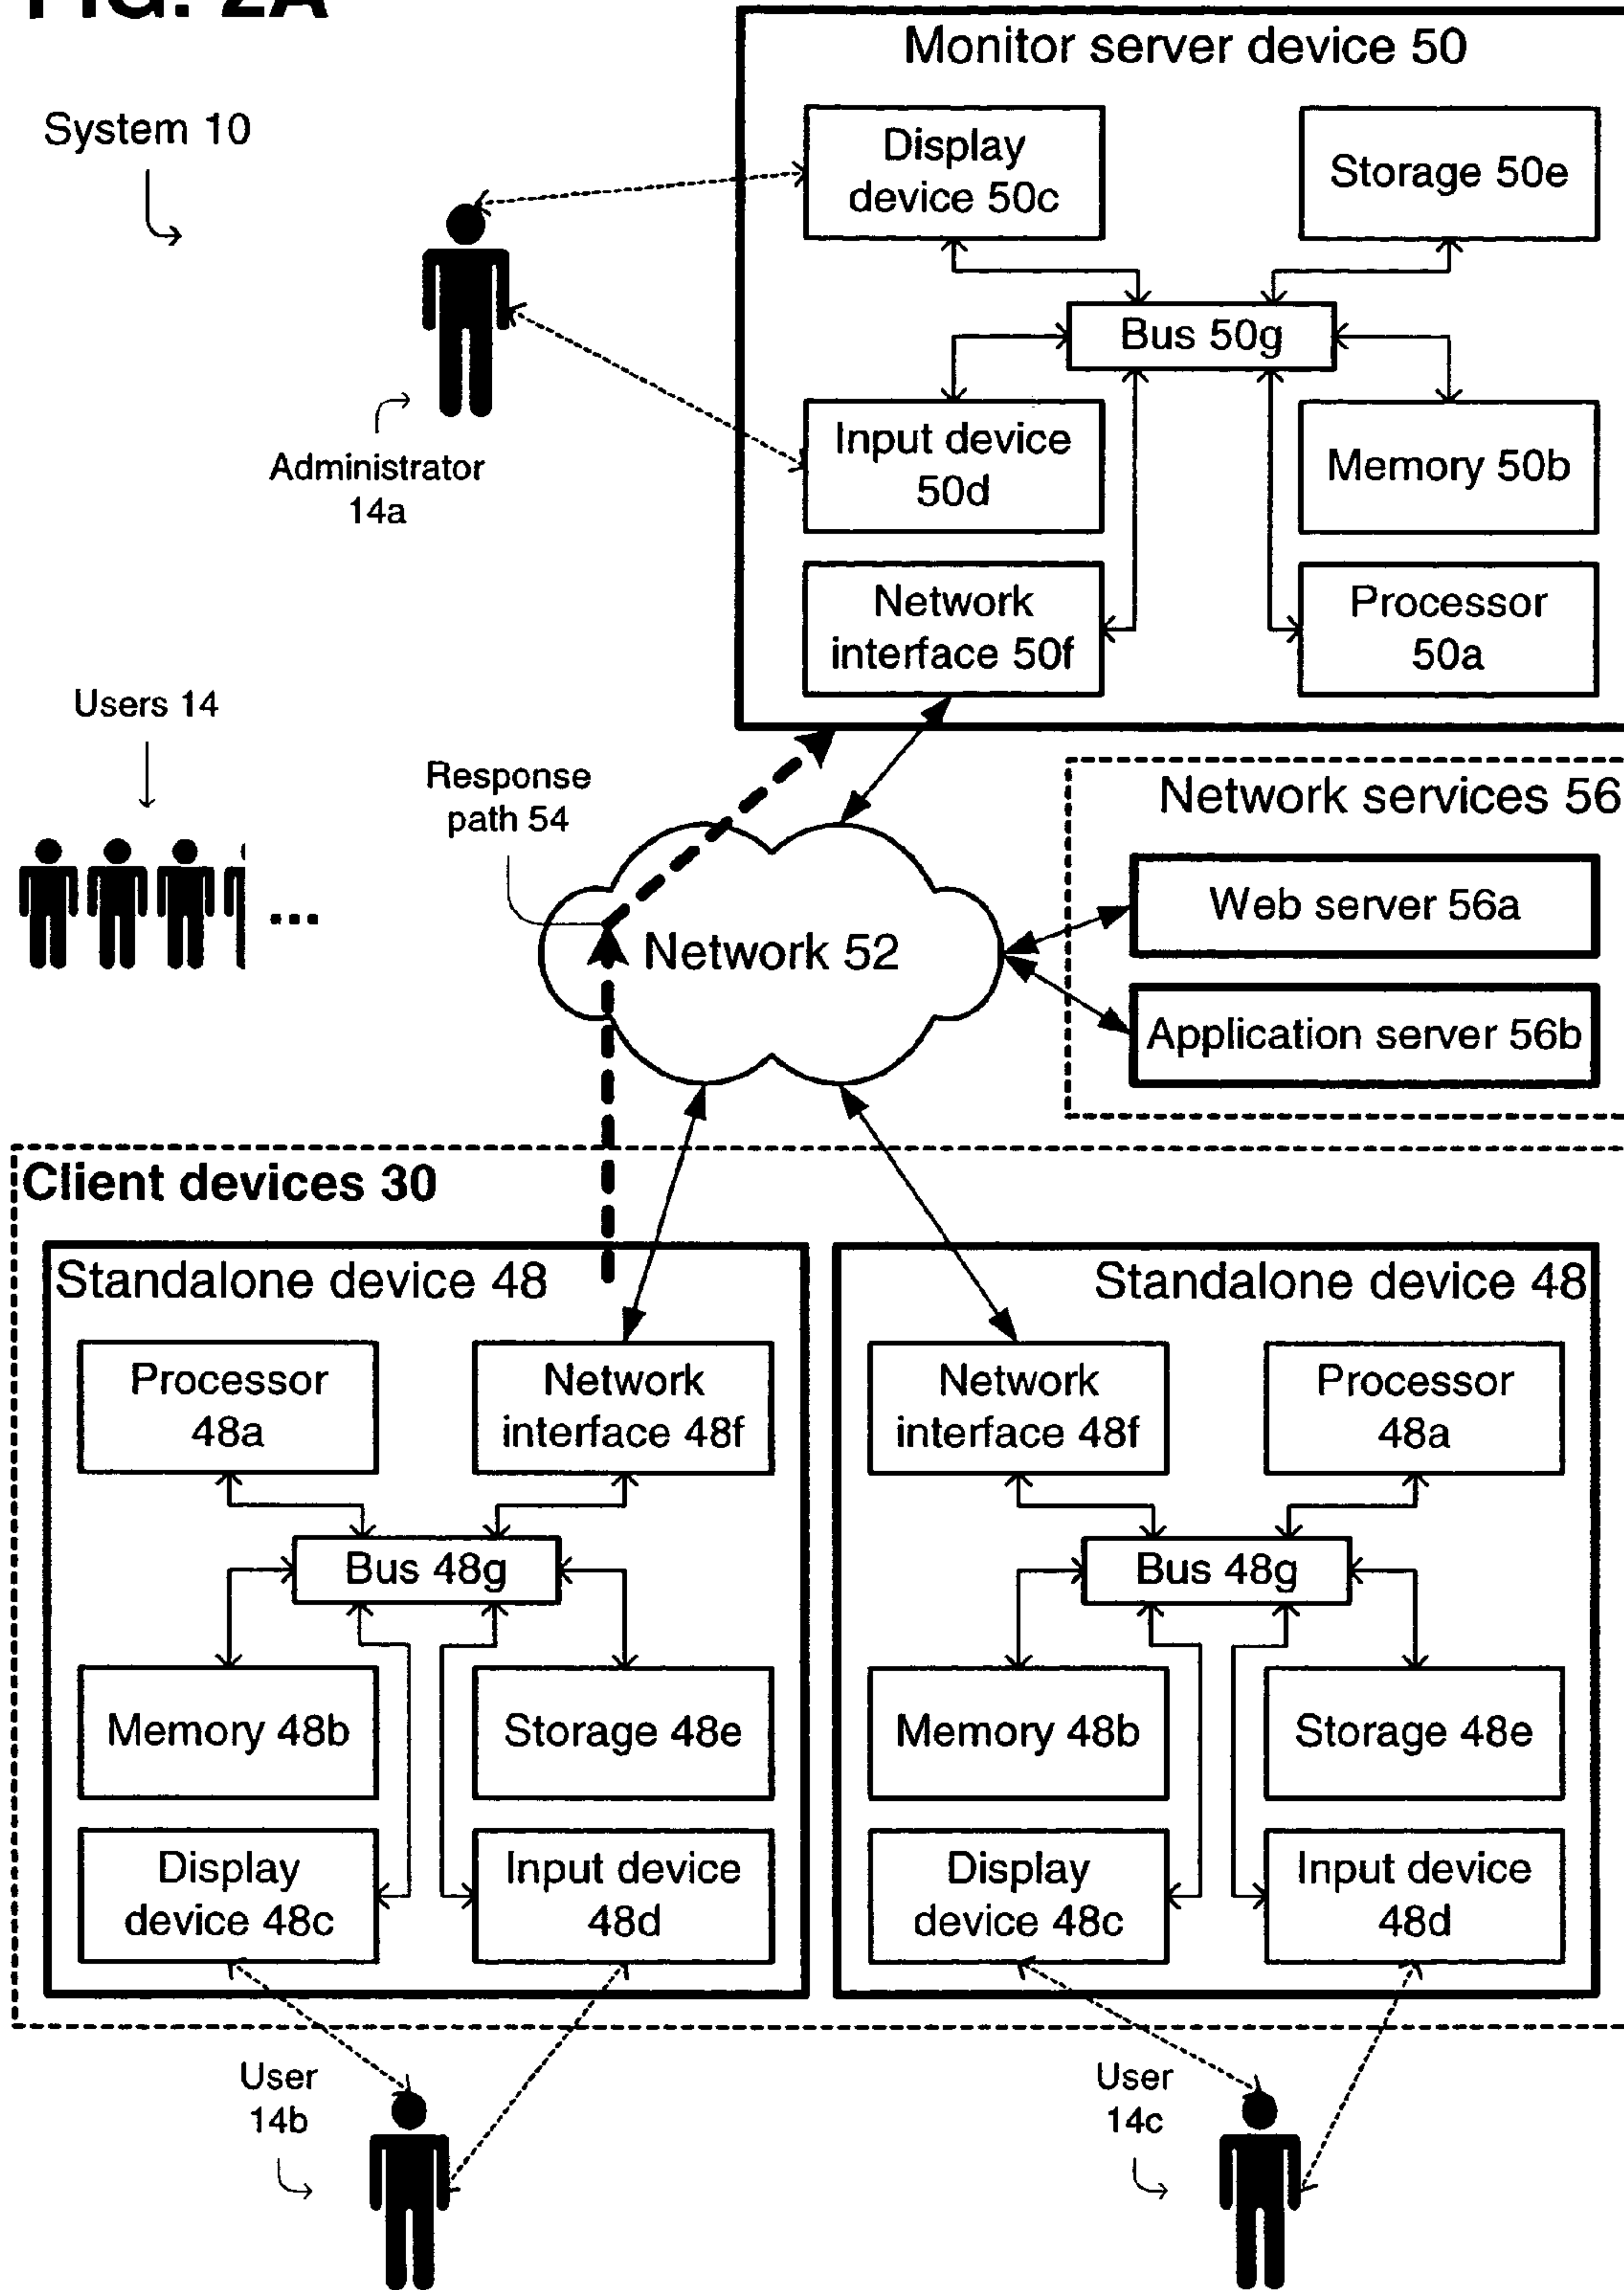 FIG. 2A
Monitor server device 50
System 10
Display
device 50c
Storage 50e
Bus 50g
Administrator
14a
Input device
50d
Memory 50b
Network
interface 50f
Processor
50a
Users 14
Response
path 54
...
Network 52
Network services 56
Web server 56a
Application server 56b
Client devices 30
Standalone device 48
Processor
48a
Network
interface 48f
Bus 48g
Memory 48b
Storage 48e
Display
device 48c
Input device
48d
Standalone device 48
Network
interface 48f
Processor
48a
Bus 48g
Memory 48b
Storage 48e
Display
device 48c
Input device
48d
User
14b
User
14c